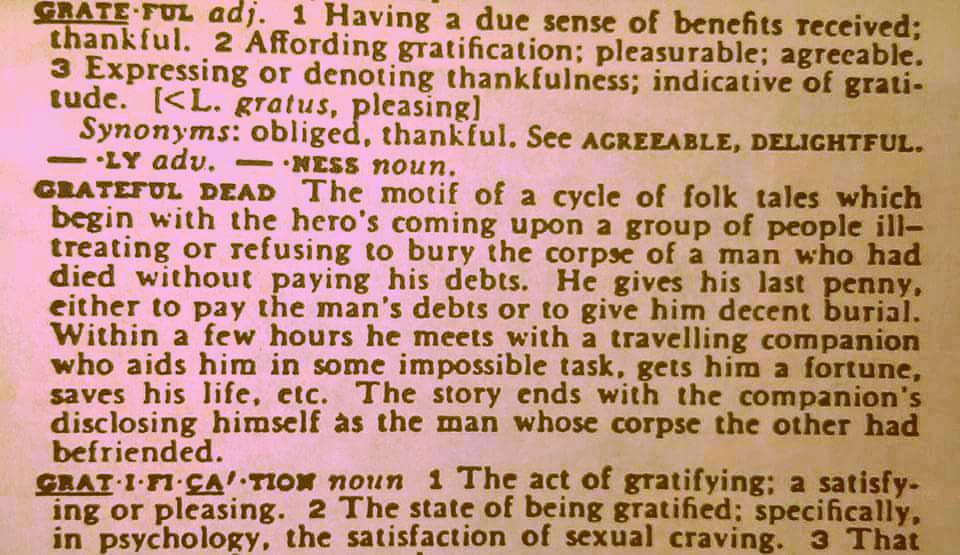 GRATE·FUL adj. 1 Having a due sense of benefits received;
thankful. 2 Affording gratification; pleasurable; agreeable.
3 Expressing or denoting thankfulness; indicative of grati-
tude. [<L. gratus, pleasing]
Synonyms: obliged, thankful. See AGREEABLE, DELIGHTFUL.
— ·LY adv. — ·NESS noun.
GRATEFUL DEAD The motif of a cycle of folk tales which
begin with the hero's coming upon a group of people ill-
treating or refusing to bury the corpse of a man who had
died without paying his debts. He gives his last penny,
either to pay the man's debts or to give him decent burial.
Within a few hours he meets with a travelling companion
who aids him in some impossible task, gets him a fortune,
saves his life, etc. The story ends with the companion's
disclosing himself as the man whose corpse the other had
befriended.
GRAT·I·FI·CA′·TION noun 1 The act of gratifying; a satisfy-
ing or pleasing. 2 The state of being gratified; specifically,
in psychology, the satisfaction of sexual craving. 3 That